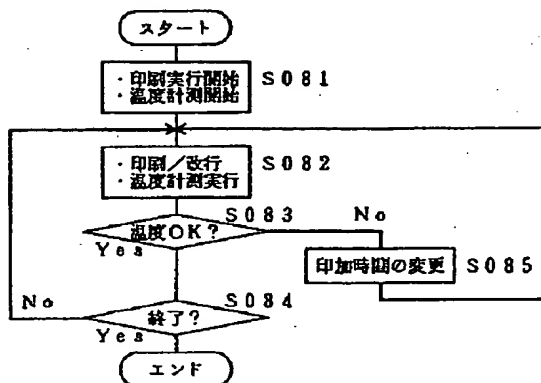 スタート
・印刷実行開始
・温度計測開始
S081
・印刷/改行
・温度計測実行
S082
温度OK?
S083
No
Yes
印加時間の変更
S085
終了?
S084
No
Yes
エンド